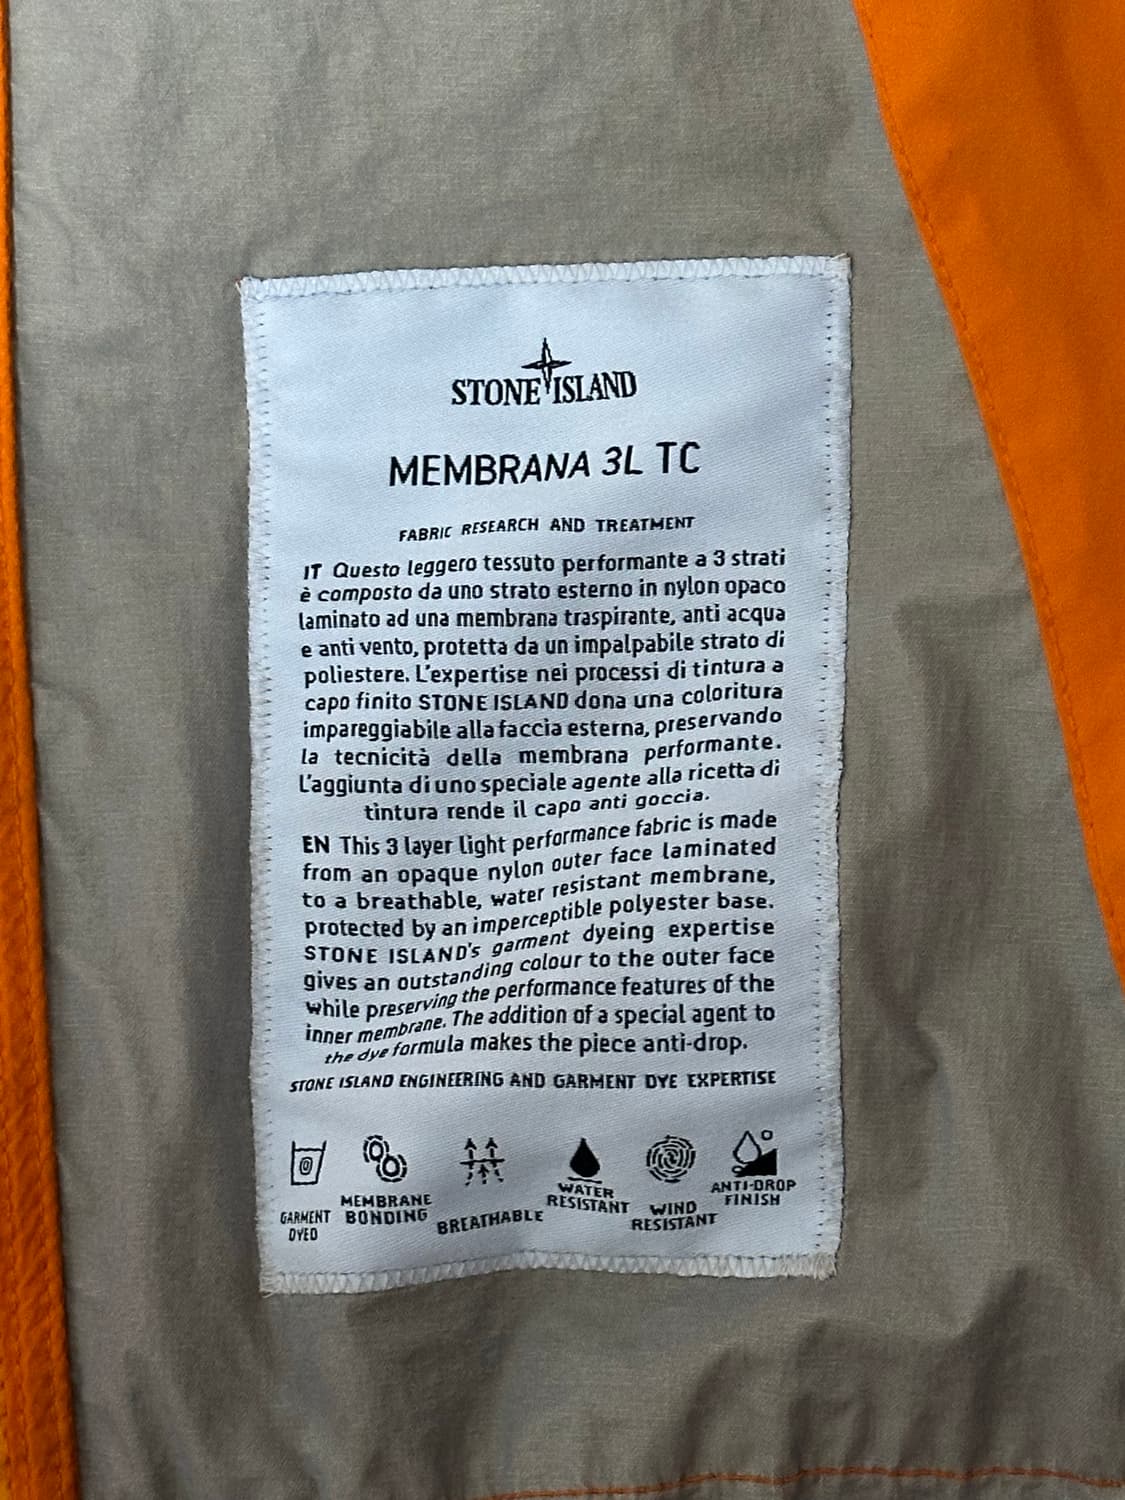 STONE ISLAND
MEMBRANA 3L TC
FABRIC RESEARCH AND TREATMENT
IT Questo leggero tessuto performante a 3 strati
è composto da uno strato esterno in nylon opaco
laminato ad una membrana traspirante, anti acqua
e anti vento, protetta da un impalpabile strato di
poliestere. L'expertise nei processi di tintura a
capo finito STONE ISLAND dona una coloritura
impareggiabile alla faccia esterna, preservando
la tecnicità della membrana performante.
L'aggiunta di uno speciale agente alla ricetta di
tintura rende il capo anti goccia.
EN This 3 layer light performance fabric is made
from an opaque nylon outer face laminated
to a breathable, water resistant membrane,
protected by an imperceptible polyester base.
STONE ISLAND's garment dyeing expertise
gives an outstanding colour to the outer face
while preserving the performance features of the
inner membrane. The addition of a special agent to
the dye formula makes the piece anti-drop.
STONE ISLAND ENGINEERING AND GARMENT DYE EXPERTISE
GARMENT
DYED
MEMBRANE
BONDING
BREATHABLE
WATER
RESISTANT
WIND
RESISTANT
ANTI-DROP
FINISH